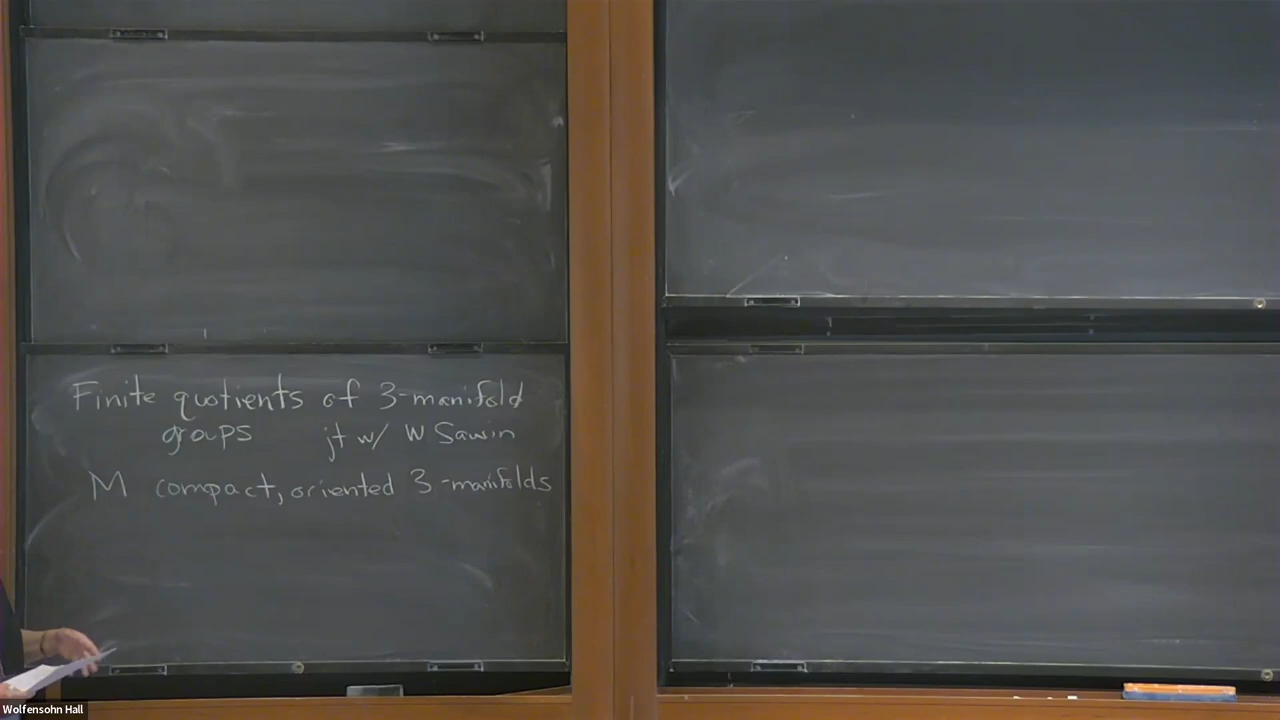 Finite quotients of 3-manifold
groups jt w/ W Sawin
M compact, oriented 3-manifolds
Wolfensohn Hall